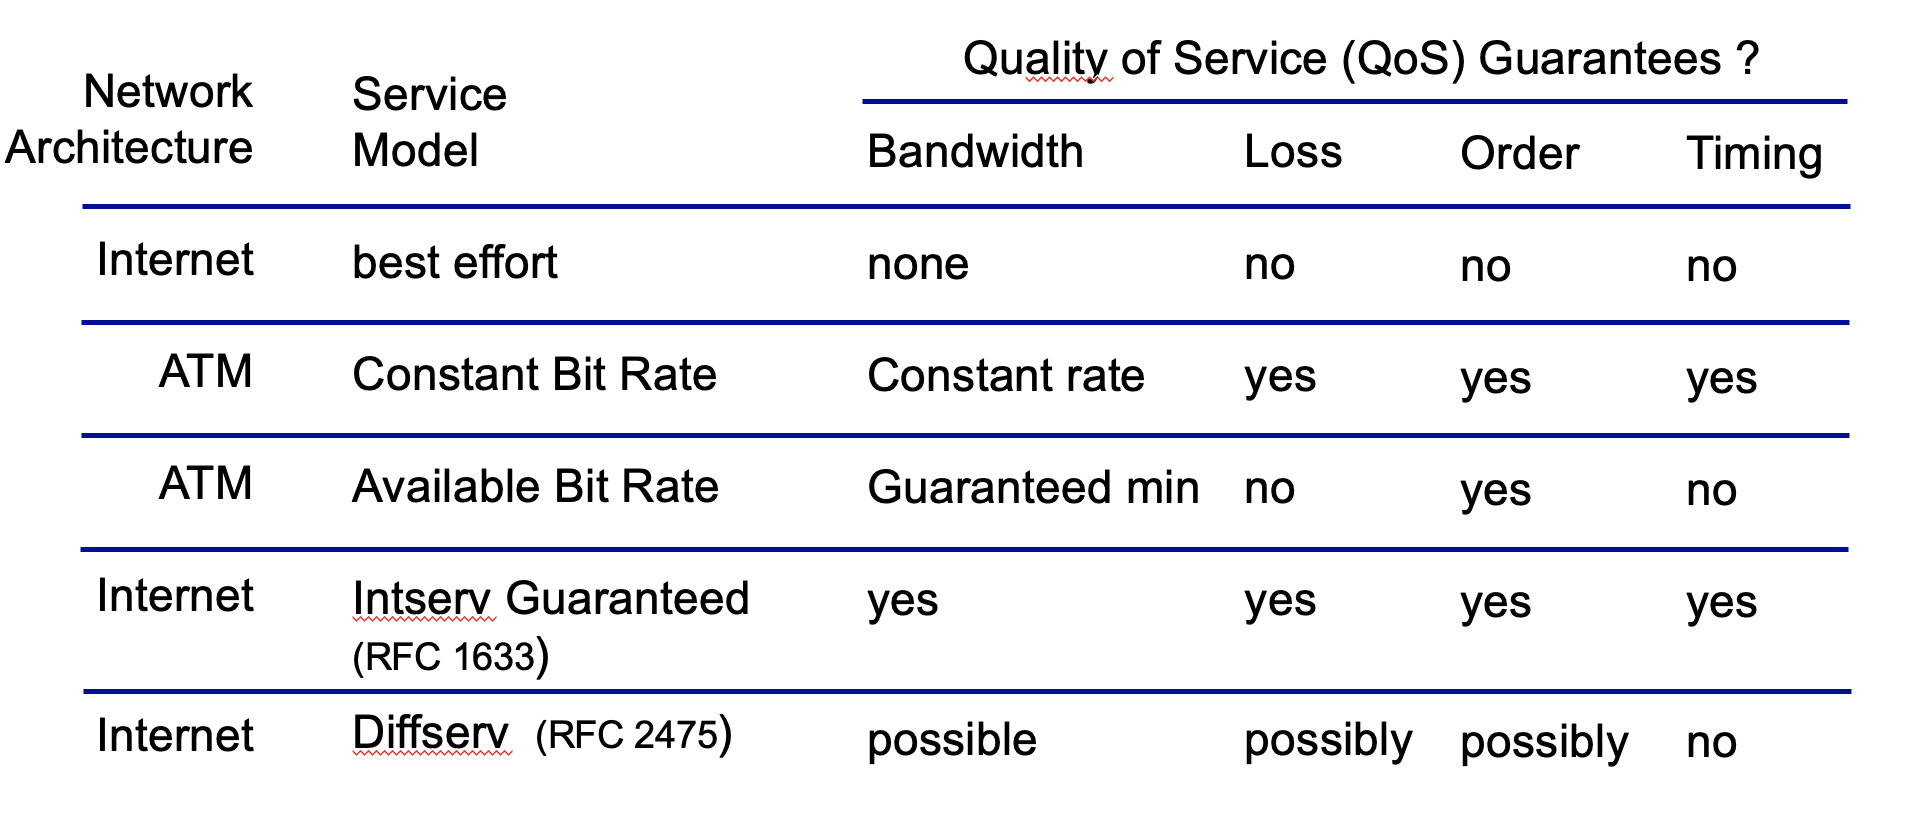 Quality of Service (QoS) Guarantees ?
Network Architecture Service Model Bandwidth Loss Order Timing
Internet best effort none no no no
ATM Constant Bit Rate Constant rate yes yes yes
ATM Available Bit Rate Guaranteed min no yes no
Internet Intserv Guaranteed yes yes yes yes
(RFC 1633)
Internet Diffserv (RFC 2475) possible possibly possibly no